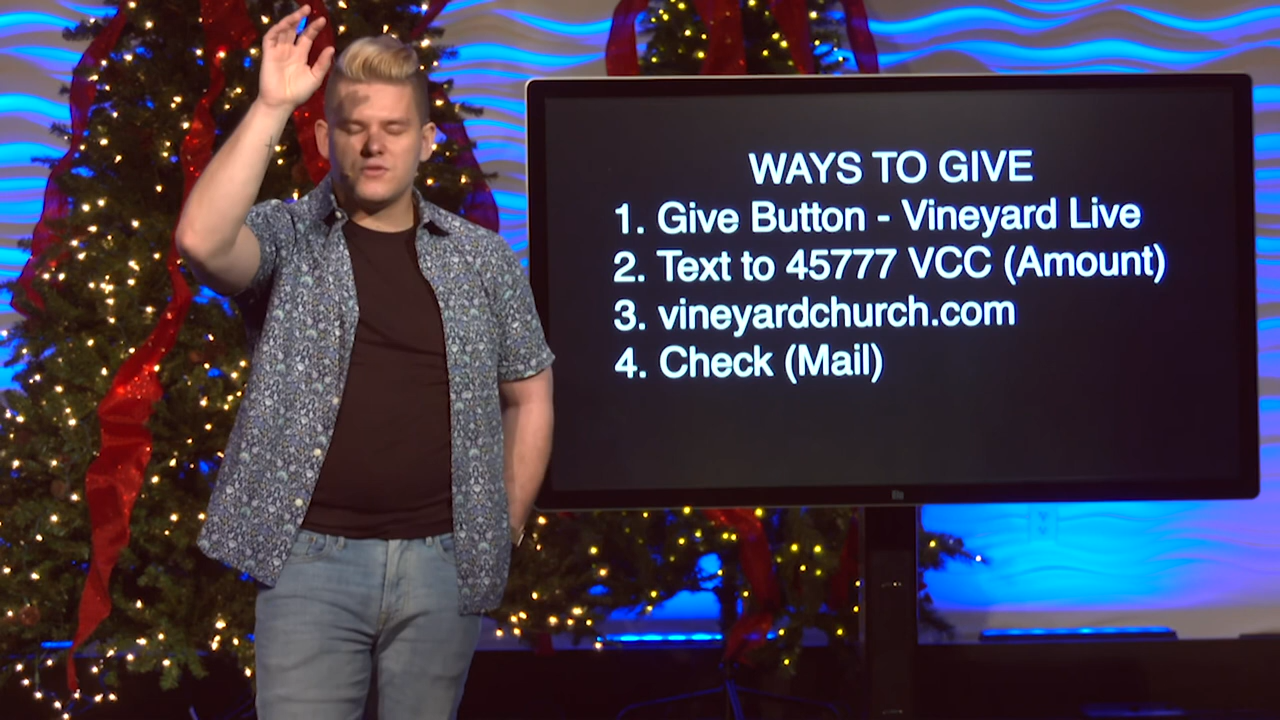 WAYS TO GIVE
1. Give Button - Vineyard Live
2. Text to 45777 VCC (Amount)
3. vineyardchurch.com
4. Check (Mail)